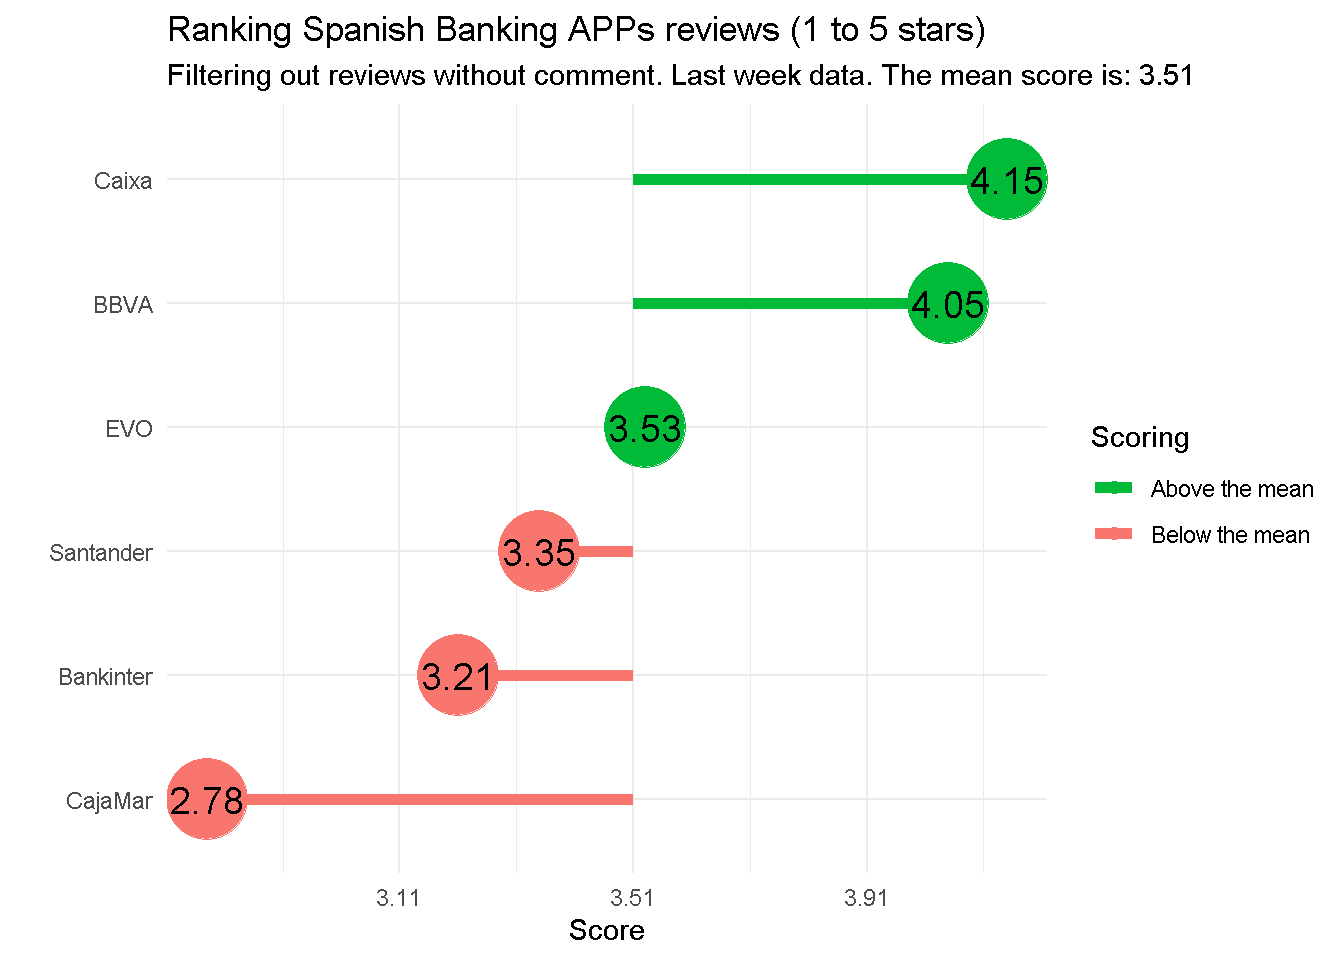 Ranking Spanish Banking APPs reviews (1 to 5 stars)
Filtering out reviews without comment. Last week data. The mean score is: 3.51
Caixa
4.15
BBVA
4.05
EVO
3.53
Santander
3.35
Bankinter
3.21
CajaMar
2.78
3.11
3.51
3.91
Score
Scoring
Above the mean
Below the mean